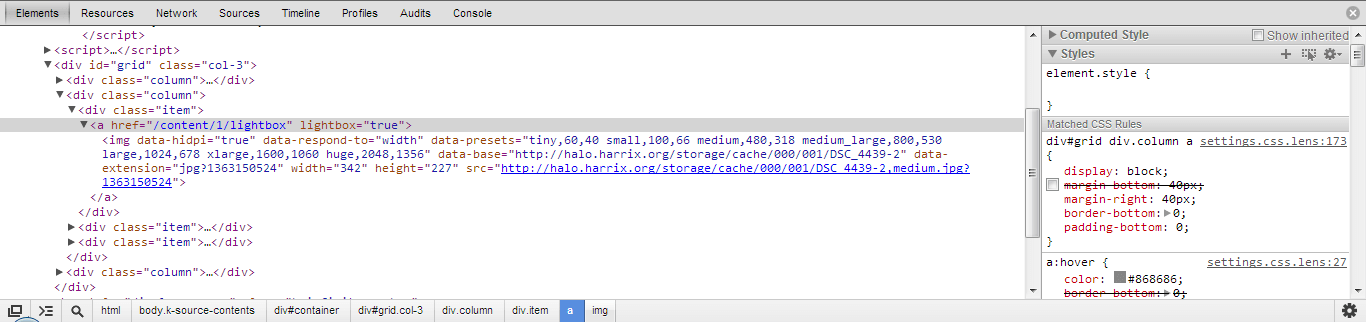 Elements Resources Network Sources Timeline Profiles Audits Console
</script>
<script>…</script>
<div id="grid" class="col-3">
<div class="column">…</div>
<div class="column">
<div class="item">
<a href="/content/1/lightbox" lightbox="true">
<img data-hidpi="true" data-respond-to="width" data-presets="tiny,60,40 small,100,66 medium,480,318 medium_large,800,530
large,1024,678 xlarge,1600,1060 huge,2048,1356" data-base="http://halo.harrix.org/storage/cache/000/001/DSC_4439-2" data-
extension="jpg?1363150524" width="342" height="227" src="http://halo.harrix.org/storage/cache/000/001/DSC_4439-2,medium.jpg?
1363150524">
</a>
</div>
<div class="item">…</div>
<div class="item">…</div>
</div>
<div class="column">…</div>
</div>
Computed Style Show inherited
Styles
element.style {
}
Matched CSS Rules
div#grid div.column a settings.css.lens:173
{
display: block;
margin-bottom: 40px;
margin-right: 40px;
border-bottom: 0;
padding-bottom: 0;
}
a:hover { settings.css.lens:27
color: #868686;
border-bottom: 0;
html body.k-source-contents div#container div#grid.col-3 div.column div.item a img